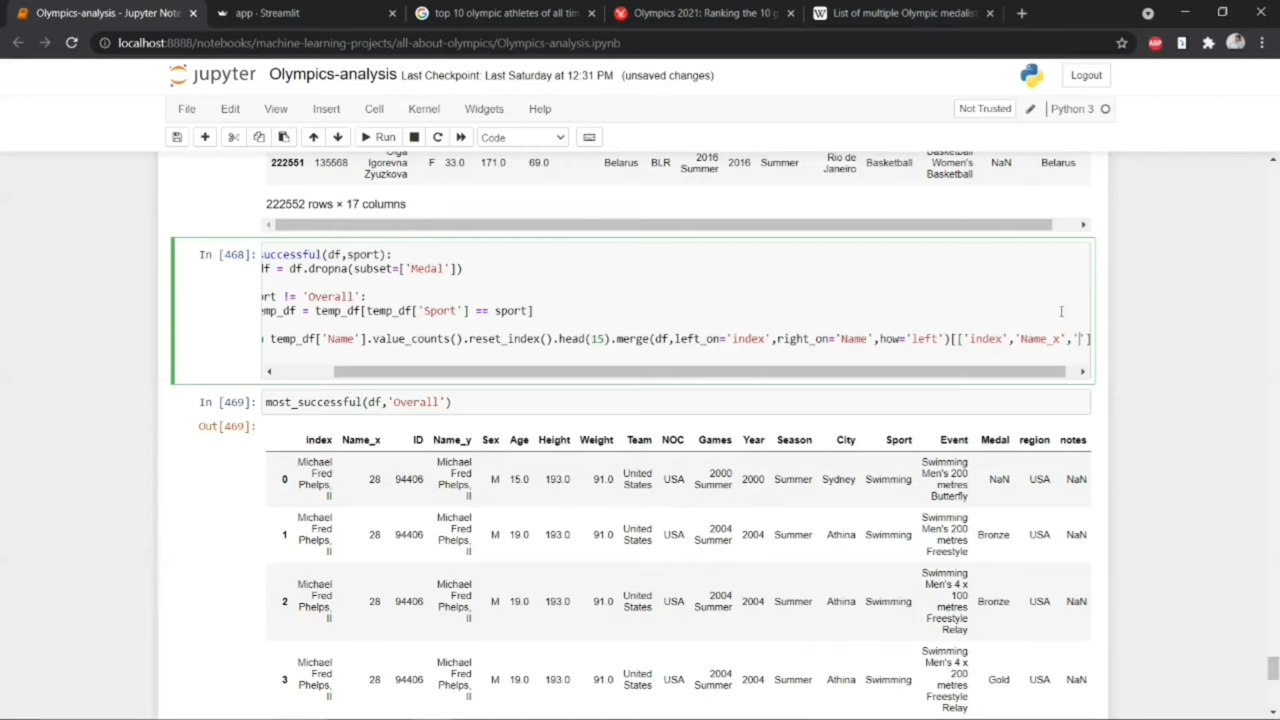 Olympics-analysis - Jupyter Note
app · Streamlit
top 10 olympic athletes of all tim
Olympics 2021: Ranking the 10 g
List of multiple Olympic medalist
localhost:8888/notebooks/machine-learning-projects/all-about-olympics/Olympics-analysis.ipynb
jupyter Olympics-analysis Last Checkpoint: Last Saturday at 12:31 PM (unsaved changes) Logout
File Edit View Insert Cell Kernel Widgets Help Not Trusted Python 3
Run Code
222551 135568 Igorevna Zyuzkova F 33.0 171.0 69.0 Belarus BLR 2016 Summer 2016 Summer Rio de Janeiro Basketball Basketball Women's Basketball NaN Belarus
222552 rows × 17 columns
In [468]: successful(df,sport):
df = df.dropna(subset=['Medal'])
rt != 'Overall':
mp_df = temp_df[temp_df['Sport'] == sport]
temp_df['Name'].value_counts().reset_index().head(15).merge(df,left_on='index',right_on='Name',how='left')[['index','Name_x',']
In [469]: most_successful(df,'Overall')
Out[469]:
index Name_x ID Name_y Sex Age Height Weight Team NOC Games Year Season City Sport Event Medal region notes
0 Michael Fred Phelps, II 28 94406 Michael Fred Phelps, II M 15.0 193.0 91.0 United States USA 2000 Summer 2000 Summer Sydney Swimming Swimming Men's 200 metres Butterfly NaN USA NaN
1 Michael Fred Phelps, II 28 94406 Michael Fred Phelps, II M 19.0 193.0 91.0 United States USA 2004 Summer 2004 Summer Athina Swimming Swimming Men's 200 metres Freestyle Bronze USA NaN
2 Michael Fred Phelps, II 28 94406 Michael Fred Phelps, II M 19.0 193.0 91.0 United States USA 2004 Summer 2004 Summer Athina Swimming Swimming Men's 4 x 100 metres Freestyle Relay Bronze USA NaN
3 Michael Fred Phelps, II 28 94406 Michael Fred Phelps, II M 19.0 193.0 91.0 United States USA 2004 Summer 2004 Summer Athina Swimming Swimming Men's 4 x 200 metres Freestyle Relay Gold USA NaN